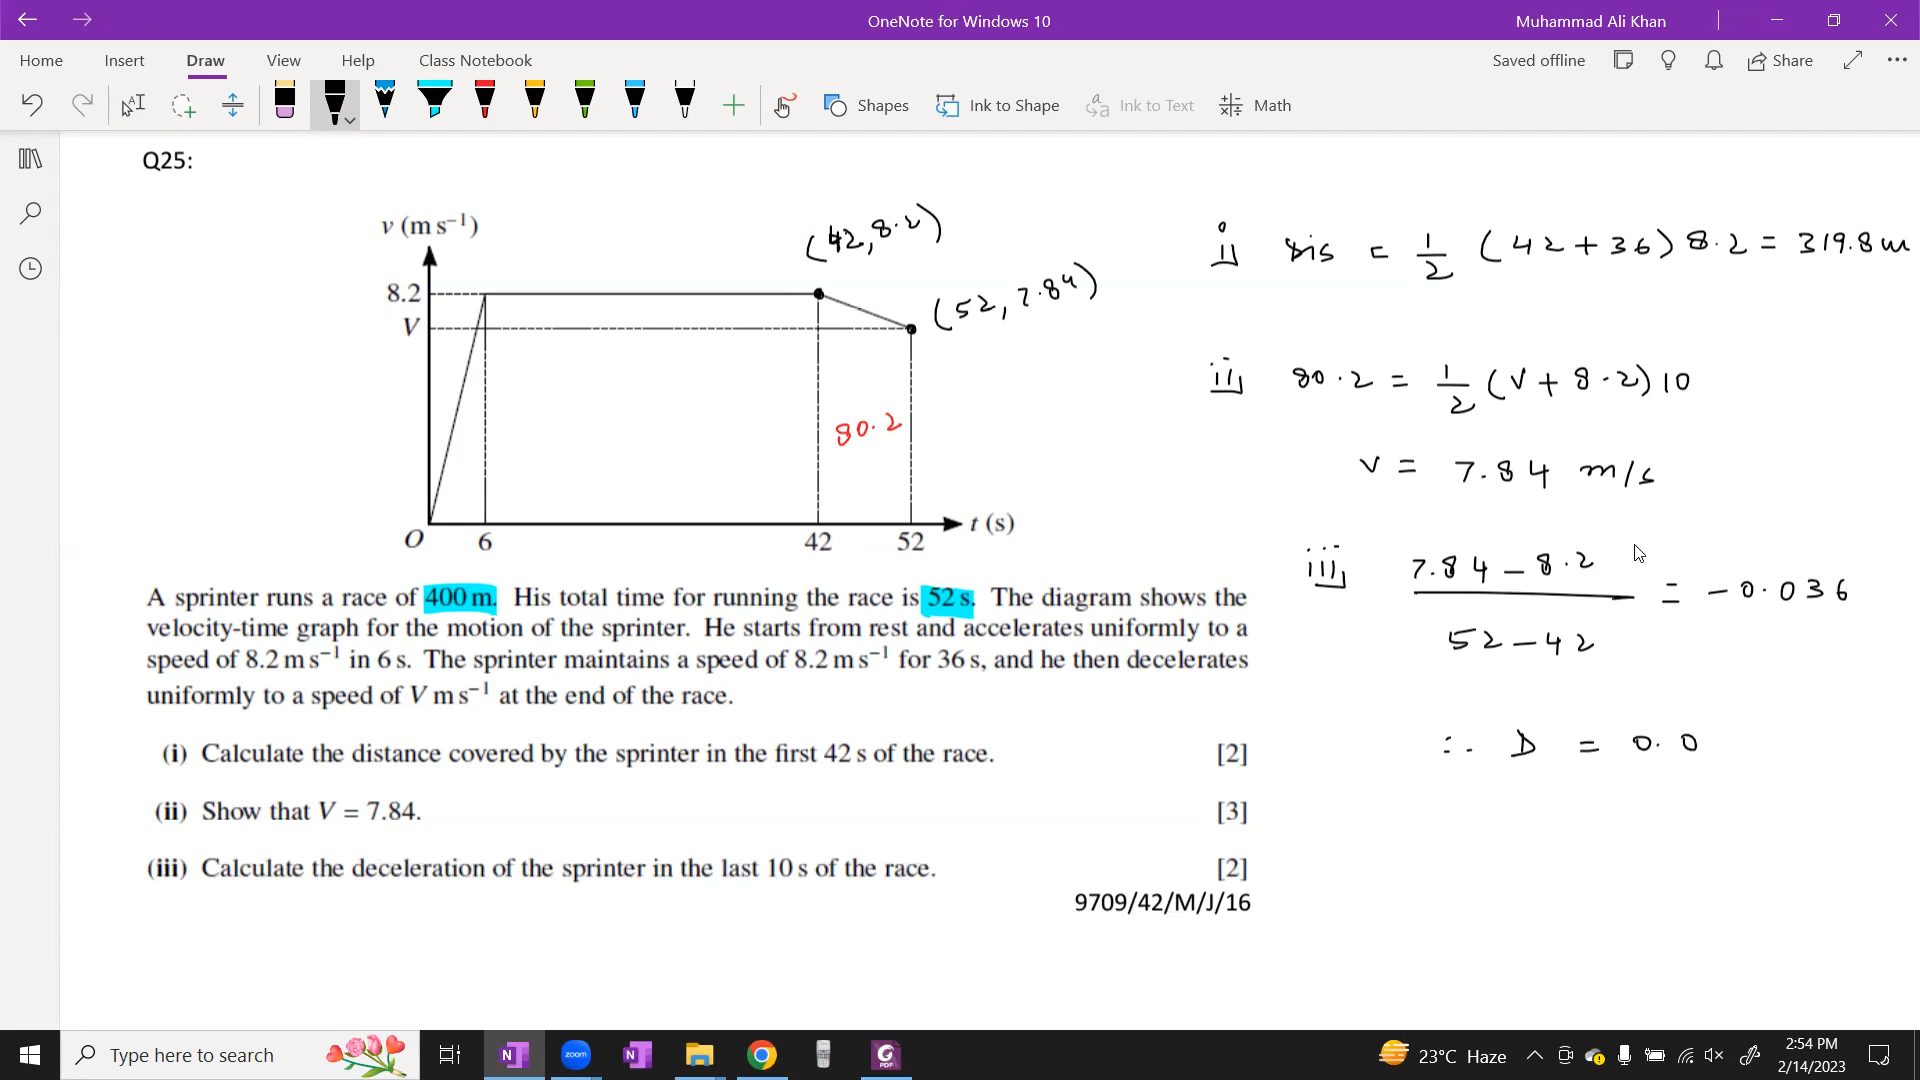 OneNote for Windows 10
Muhammad Ali Khan
Home Insert Draw View Help Class Notebook
Saved offline
Share
Shapes Ink to Shape Ink to Text Math
Q25:
v (m s⁻¹)
8.2
V
O 6 42 52 t (s)
(42, 8.2)
(52, 7.84)
80.2
A sprinter runs a race of 400 m. His total time for running the race is 52 s. The diagram shows the
velocity-time graph for the motion of the sprinter. He starts from rest and accelerates uniformly to a
speed of 8.2 m s⁻¹ in 6 s. The sprinter maintains a speed of 8.2 m s⁻¹ for 36 s, and he then decelerates
uniformly to a speed of V m s⁻¹ at the end of the race.
(i) Calculate the distance covered by the sprinter in the first 42 s of the race. [2]
(ii) Show that V = 7.84. [3]
(iii) Calculate the deceleration of the sprinter in the last 10 s of the race. [2]
9709/42/M/J/16
i dis = 1/2 (42 + 36) 8.2 = 319.8 m
ii 80.2 = 1/2 (V + 8.2) 10
V = 7.84 m/s
iii (7.84 – 8.2) / (52 – 42) = – 0.036
∴ D = 0.0
Type here to search
zoom
PDF
23°C Haze
2:54 PM
2/14/2023